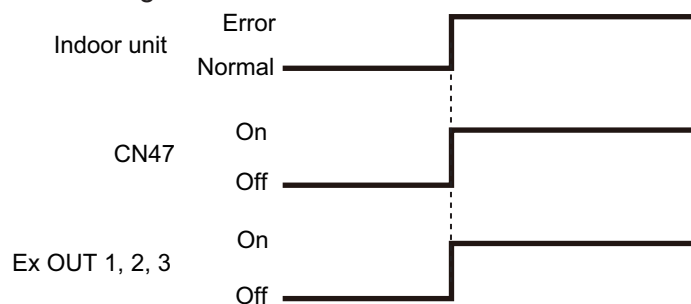 Error
Indoor unit
Normal
On
CN47
Off
On
Ex OUT 1, 2, 3
Off